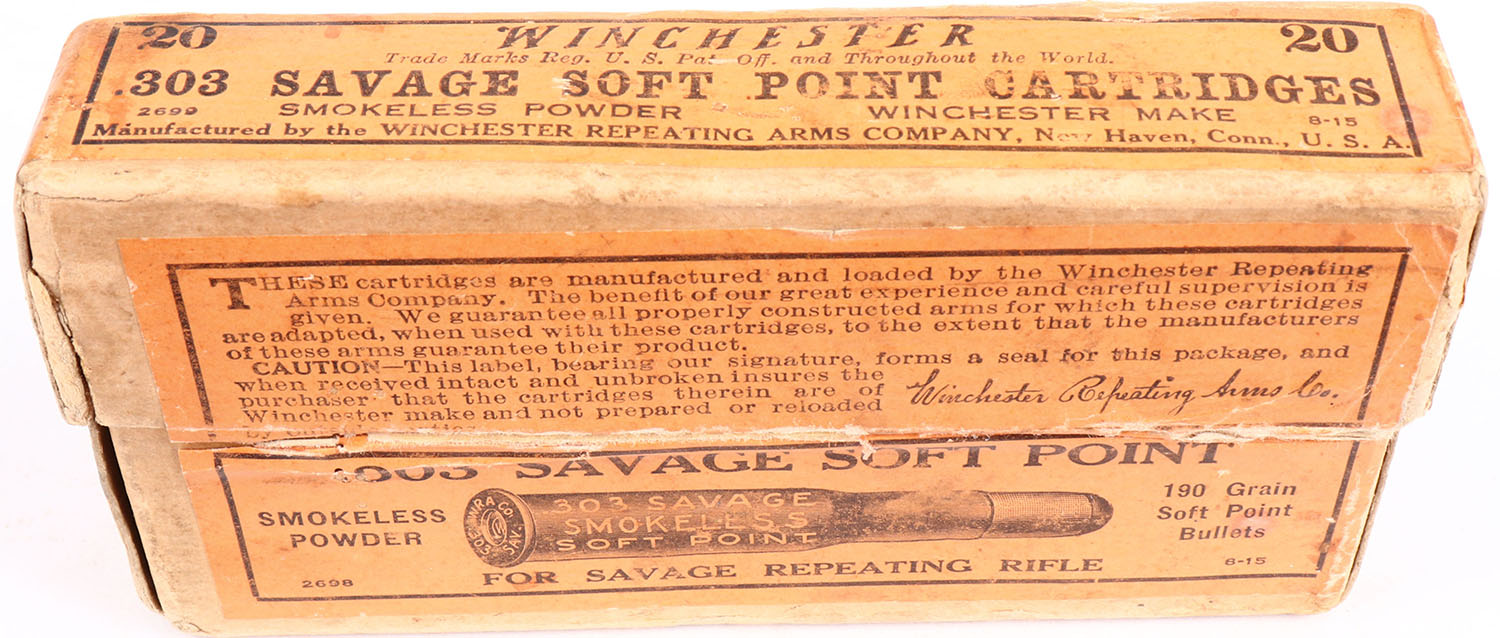 20 WINCHESTER 20
Trade Marks Reg. U. S. Pat. Off. and Throughout the World.
.303 SAVAGE SOFT POINT CARTRIDGES
2699 SMOKELESS POWDER WINCHESTER MAKE 8-15
Manufactured by the WINCHESTER REPEATING ARMS COMPANY, New Haven, Conn., U. S. A.
THESE cartridges are manufactured and loaded by the Winchester Repeating
Arms Company. The benefit of our great experience and careful supervision is
given. We guarantee all properly constructed arms for which these cartridges
are adapted, when used with these cartridges, to the extent that the manufacturers
of these arms guarantee their product.
CAUTION—This label, bearing our signature, forms a seal for this package, and
when received intact and unbroken insures the
purchaser that the cartridges therein are of
Winchester make and not prepared or reloaded
Winchester Repeating Arms Co.
.303 SAVAGE SOFT POINT
SMOKELESS
POWDER
W.R.A. Co.
303 SAV.
303 SAVAGE
SMOKELESS
SOFT POINT
190 Grain
Soft Point
Bullets
FOR SAVAGE REPEATING RIFLE
2698
8-15